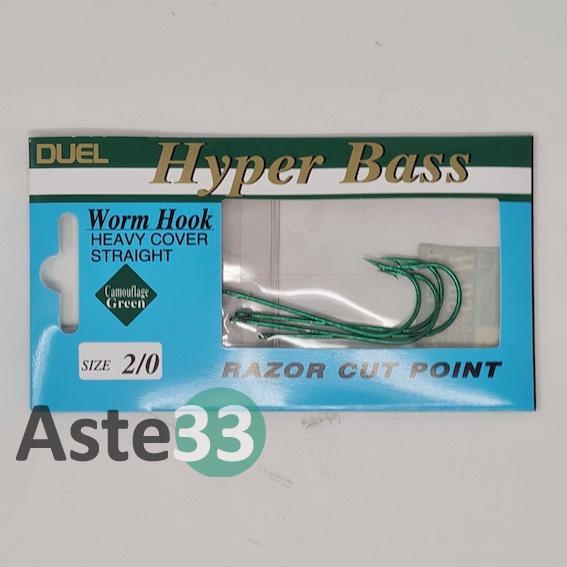 DUEL
Hyper Bass
Worm Hook
HEAVY COVER
STRAIGHT
Camouflage
Green
SIZE 2/0
RAZOR CUT POINT
Aste33